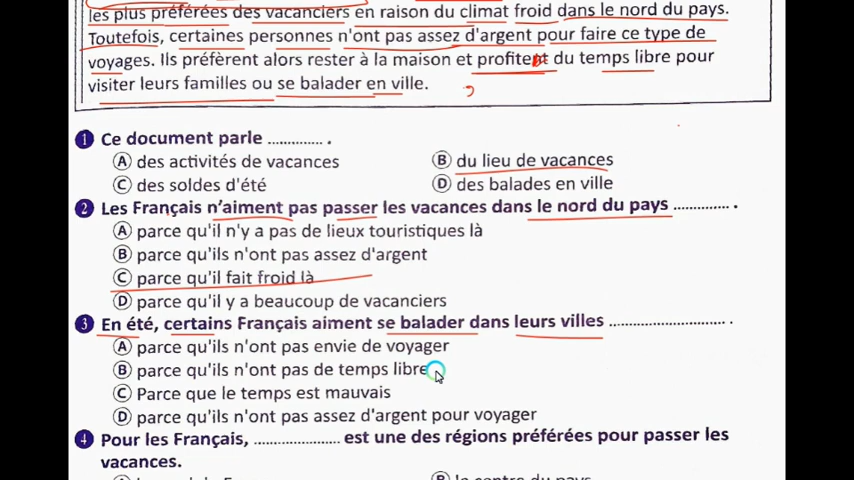 les plus préférées des vacanciers en raison du climat froid dans le nord du pays.
Toutefois, certaines personnes n'ont pas assez d'argent pour faire ce type de
voyages. Ils préfèrent alors rester à la maison et profitent du temps libre pour
visiter leurs familles ou se balader en ville.
1 Ce document parle .............. .
A des activités de vacances
B du lieu de vacances
C des soldes d'été
D des balades en ville
2 Les Français n'aiment pas passer les vacances dans le nord du pays .............. .
A parce qu'il n'y a pas de lieux touristiques là
B parce qu'ils n'ont pas assez d'argent
C parce qu'il fait froid là
D parce qu'il y a beaucoup de vacanciers
3 En été, certains Français aiment se balader dans leurs villes .............................. .
A parce qu'ils n'ont pas envie de voyager
B parce qu'ils n'ont pas de temps libre
C Parce que le temps est mauvais
D parce qu'ils n'ont pas assez d'argent pour voyager
4 Pour les Français, ...................... est une des régions préférées pour passer les
vacances.